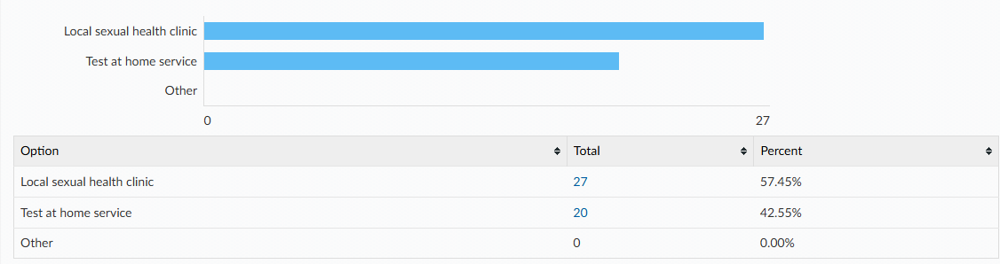 Local sexual health clinic
Test at home service
Other
0 27
Option Total Percent
Local sexual health clinic 27 57.45%
Test at home service 20 42.55%
Other 0 0.00%